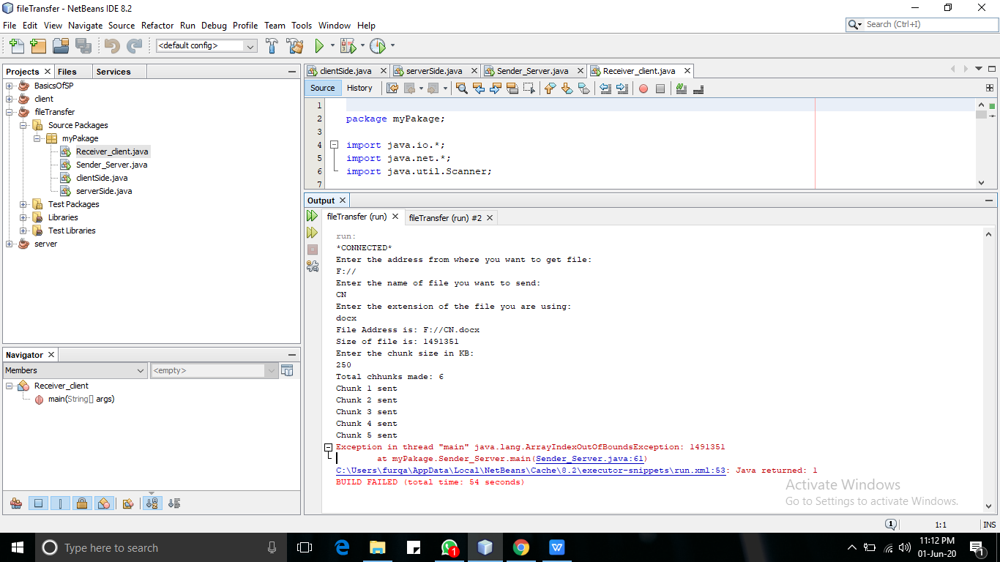 fileTransfer - NetBeans IDE 8.2
File Edit View Navigate Source Refactor Run Debug Profile Team Tools Window Help
Search (Ctrl+I)
<default config>
Projects Files Services
BasicsOfSP
client
fileTransfer
Source Packages
myPakage
Receiver_client.java
Sender_Server.java
clientSide.java
serverSide.java
Test Packages
Libraries
Test Libraries
server
Navigator
Members
<empty>
Receiver_client
main(String[] args)
clientSide.java serverSide.java Sender_Server.java Receiver_client.java
Source History
1
2 package myPakage;
3
4 import java.io.*;
5 import java.net.*;
6 import java.util.Scanner;
7
Output
fileTransfer (run) fileTransfer (run) #2
run:
*CONNECTED*
Enter the address from where you want to get file:
F://
Enter the name of file you want to send:
CN
Enter the extension of the file you are using:
docx
File Address is: F://CN.docx
Size of file is: 1491351
Enter the chunk size in KB:
250
Total chhunks made: 6
Chunk 1 sent
Chunk 2 sent
Chunk 3 sent
Chunk 4 sent
Chunk 5 sent
Exception in thread "main" java.lang.ArrayIndexOutOfBoundsException: 1491351
at myPakage.Sender_Server.main(Sender_Server.java:61)
C:\Users\furqa\AppData\Local\NetBeans\Cache\8.2\executor-snippets\run.xml:53: Java returned: 1
BUILD FAILED (total time: 54 seconds)
Activate Windows
Go to Settings to activate Windows.
1 1:1 INS
Type here to search
1
W
11:12 PM
01-Jun-20
1